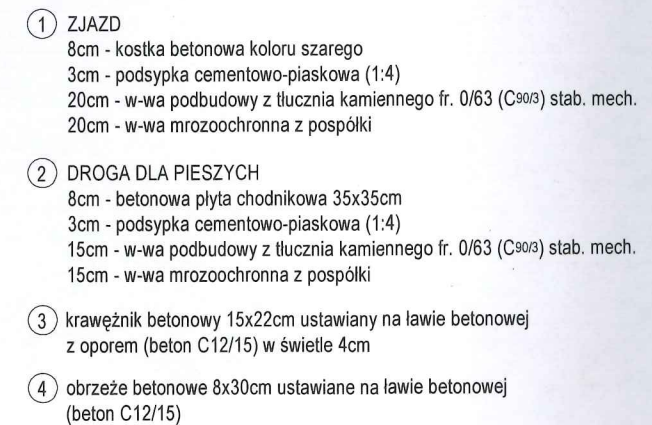 1 ZJAZD
8cm - kostka betonowa koloru szarego
3cm - podsypka cementowo-piaskowa (1:4)
20cm - w-wa podbudowy z tłucznia kamiennego fr. 0/63 (C90/3) stab. mech.
20cm - w-wa mrozoochronna z pospółki
2 DROGA DLA PIESZYCH
8cm - betonowa płyta chodnikowa 35x35cm
3cm - podsypka cementowo-piaskowa (1:4)
15cm - w-wa podbudowy z tłucznia kamiennego fr. 0/63 (C90/3) stab. mech.
15cm - w-wa mrozoochronna z pospółki
3 krawężnik betonowy 15x22cm ustawiany na ławie betonowej
z oporem (beton C12/15) w świetle 4cm
4 obrzeże betonowe 8x30cm ustawiane na ławie betonowej
(beton C12/15)